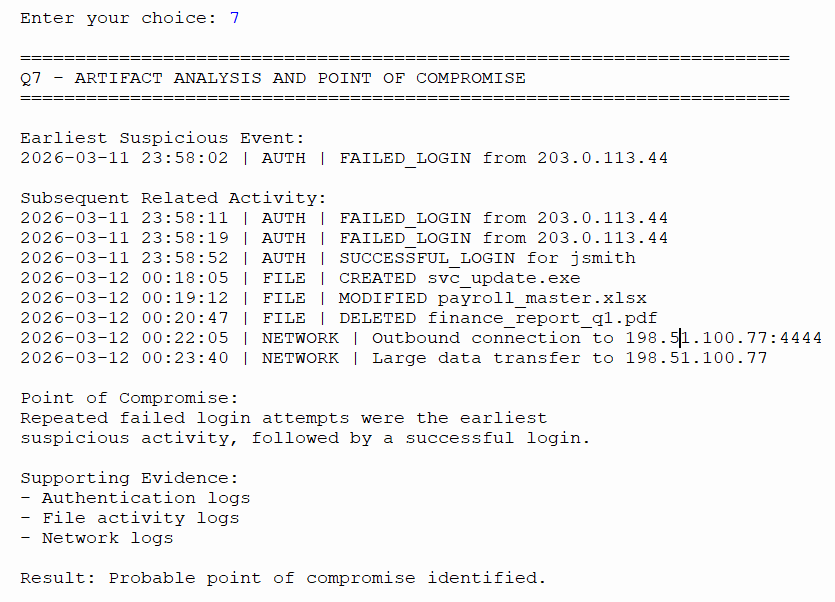 Enter your choice: 7
======================================================================
Q7 - ARTIFACT ANALYSIS AND POINT OF COMPROMISE
======================================================================
Earliest Suspicious Event:
2026-03-11 23:58:02 | AUTH | FAILED_LOGIN from 203.0.113.44
Subsequent Related Activity:
2026-03-11 23:58:11 | AUTH | FAILED_LOGIN from 203.0.113.44
2026-03-11 23:58:19 | AUTH | FAILED_LOGIN from 203.0.113.44
2026-03-11 23:58:52 | AUTH | SUCCESSFUL_LOGIN for jsmith
2026-03-12 00:18:05 | FILE | CREATED svc_update.exe
2026-03-12 00:19:12 | FILE | MODIFIED payroll_master.xlsx
2026-03-12 00:20:47 | FILE | DELETED finance_report_q1.pdf
2026-03-12 00:22:05 | NETWORK | Outbound connection to 198.51.100.77:4444
2026-03-12 00:23:40 | NETWORK | Large data transfer to 198.51.100.77
Point of Compromise:
Repeated failed login attempts were the earliest
suspicious activity, followed by a successful login.
Supporting Evidence:
- Authentication logs
- File activity logs
- Network logs
Result: Probable point of compromise identified.